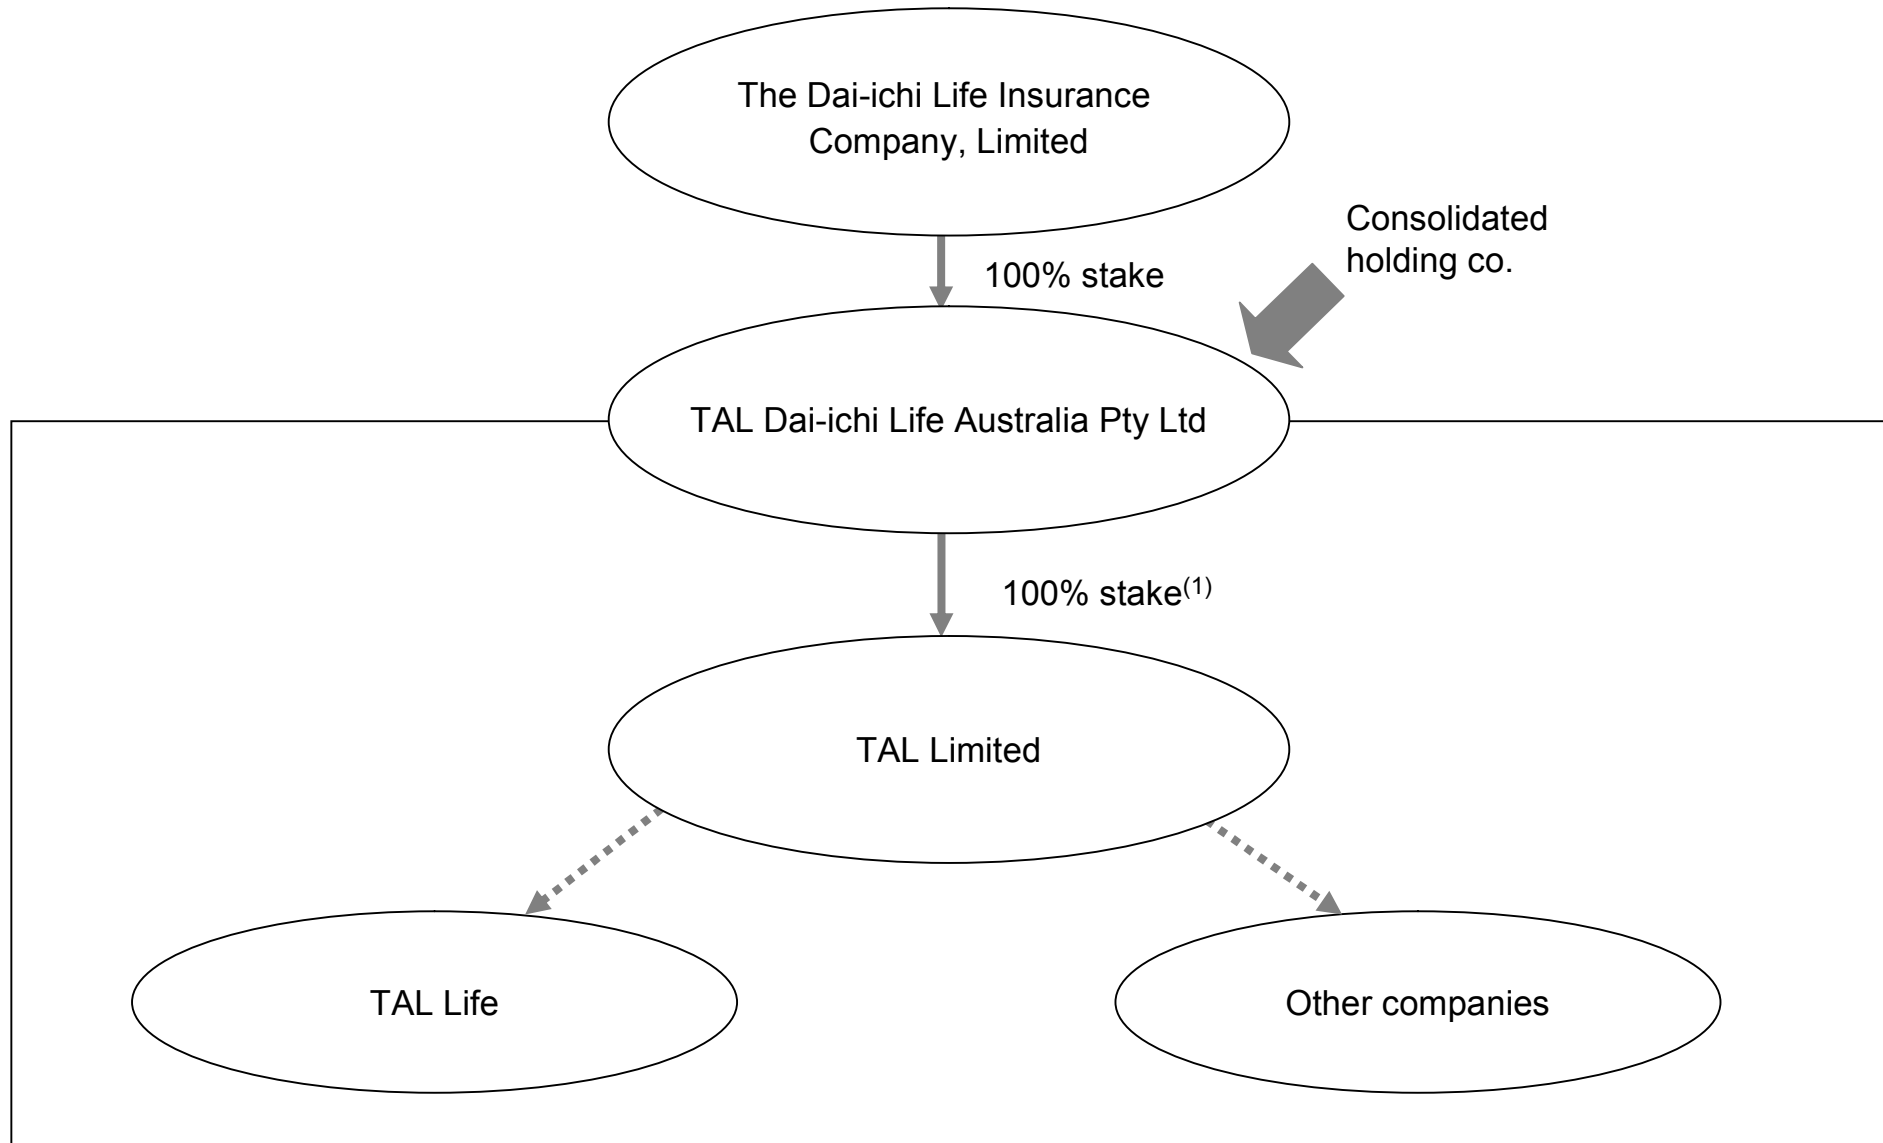 The Dai-ichi Life Insurance
Company, Limited
Consolidated
holding co.
100% stake
TAL Dai-ichi Life Australia Pty Ltd
100% stake(1)
TAL Limited
TAL Life
Other companies